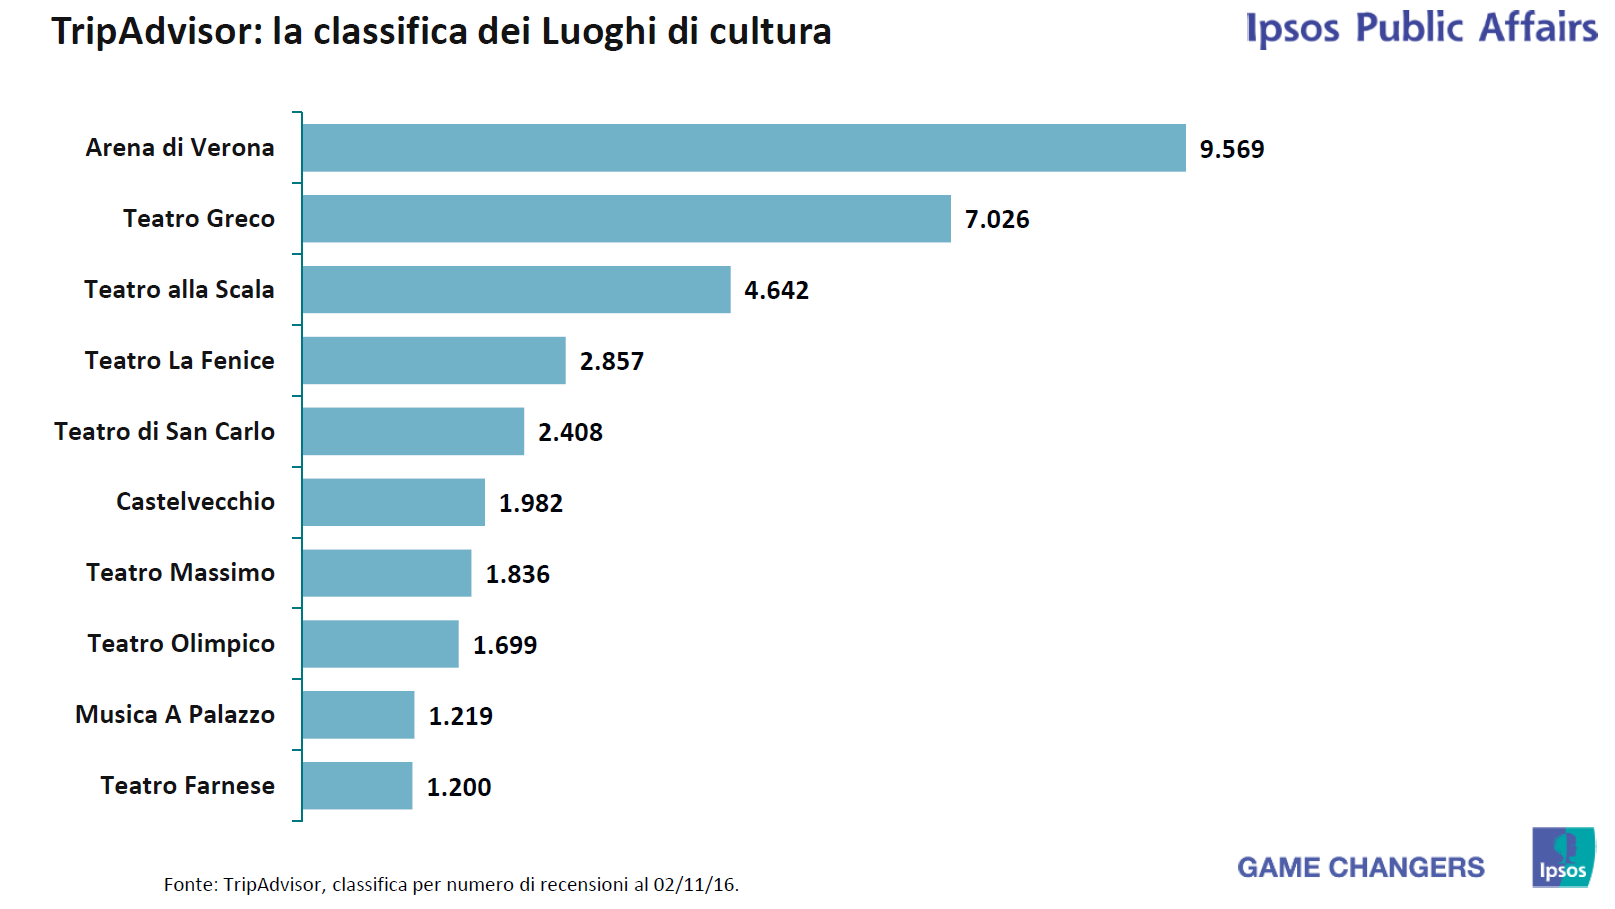 TripAdvisor: la classifica dei Luoghi di cultura
Ipsos Public Affairs
Arena di Verona 9.569
Teatro Greco 7.026
Teatro alla Scala 4.642
Teatro La Fenice 2.857
Teatro di San Carlo 2.408
Castelvecchio 1.982
Teatro Massimo 1.836
Teatro Olimpico 1.699
Musica A Palazzo 1.219
Teatro Farnese 1.200
Fonte: TripAdvisor, classifica per numero di recensioni al 02/11/16.
GAME CHANGERS
Ipsos